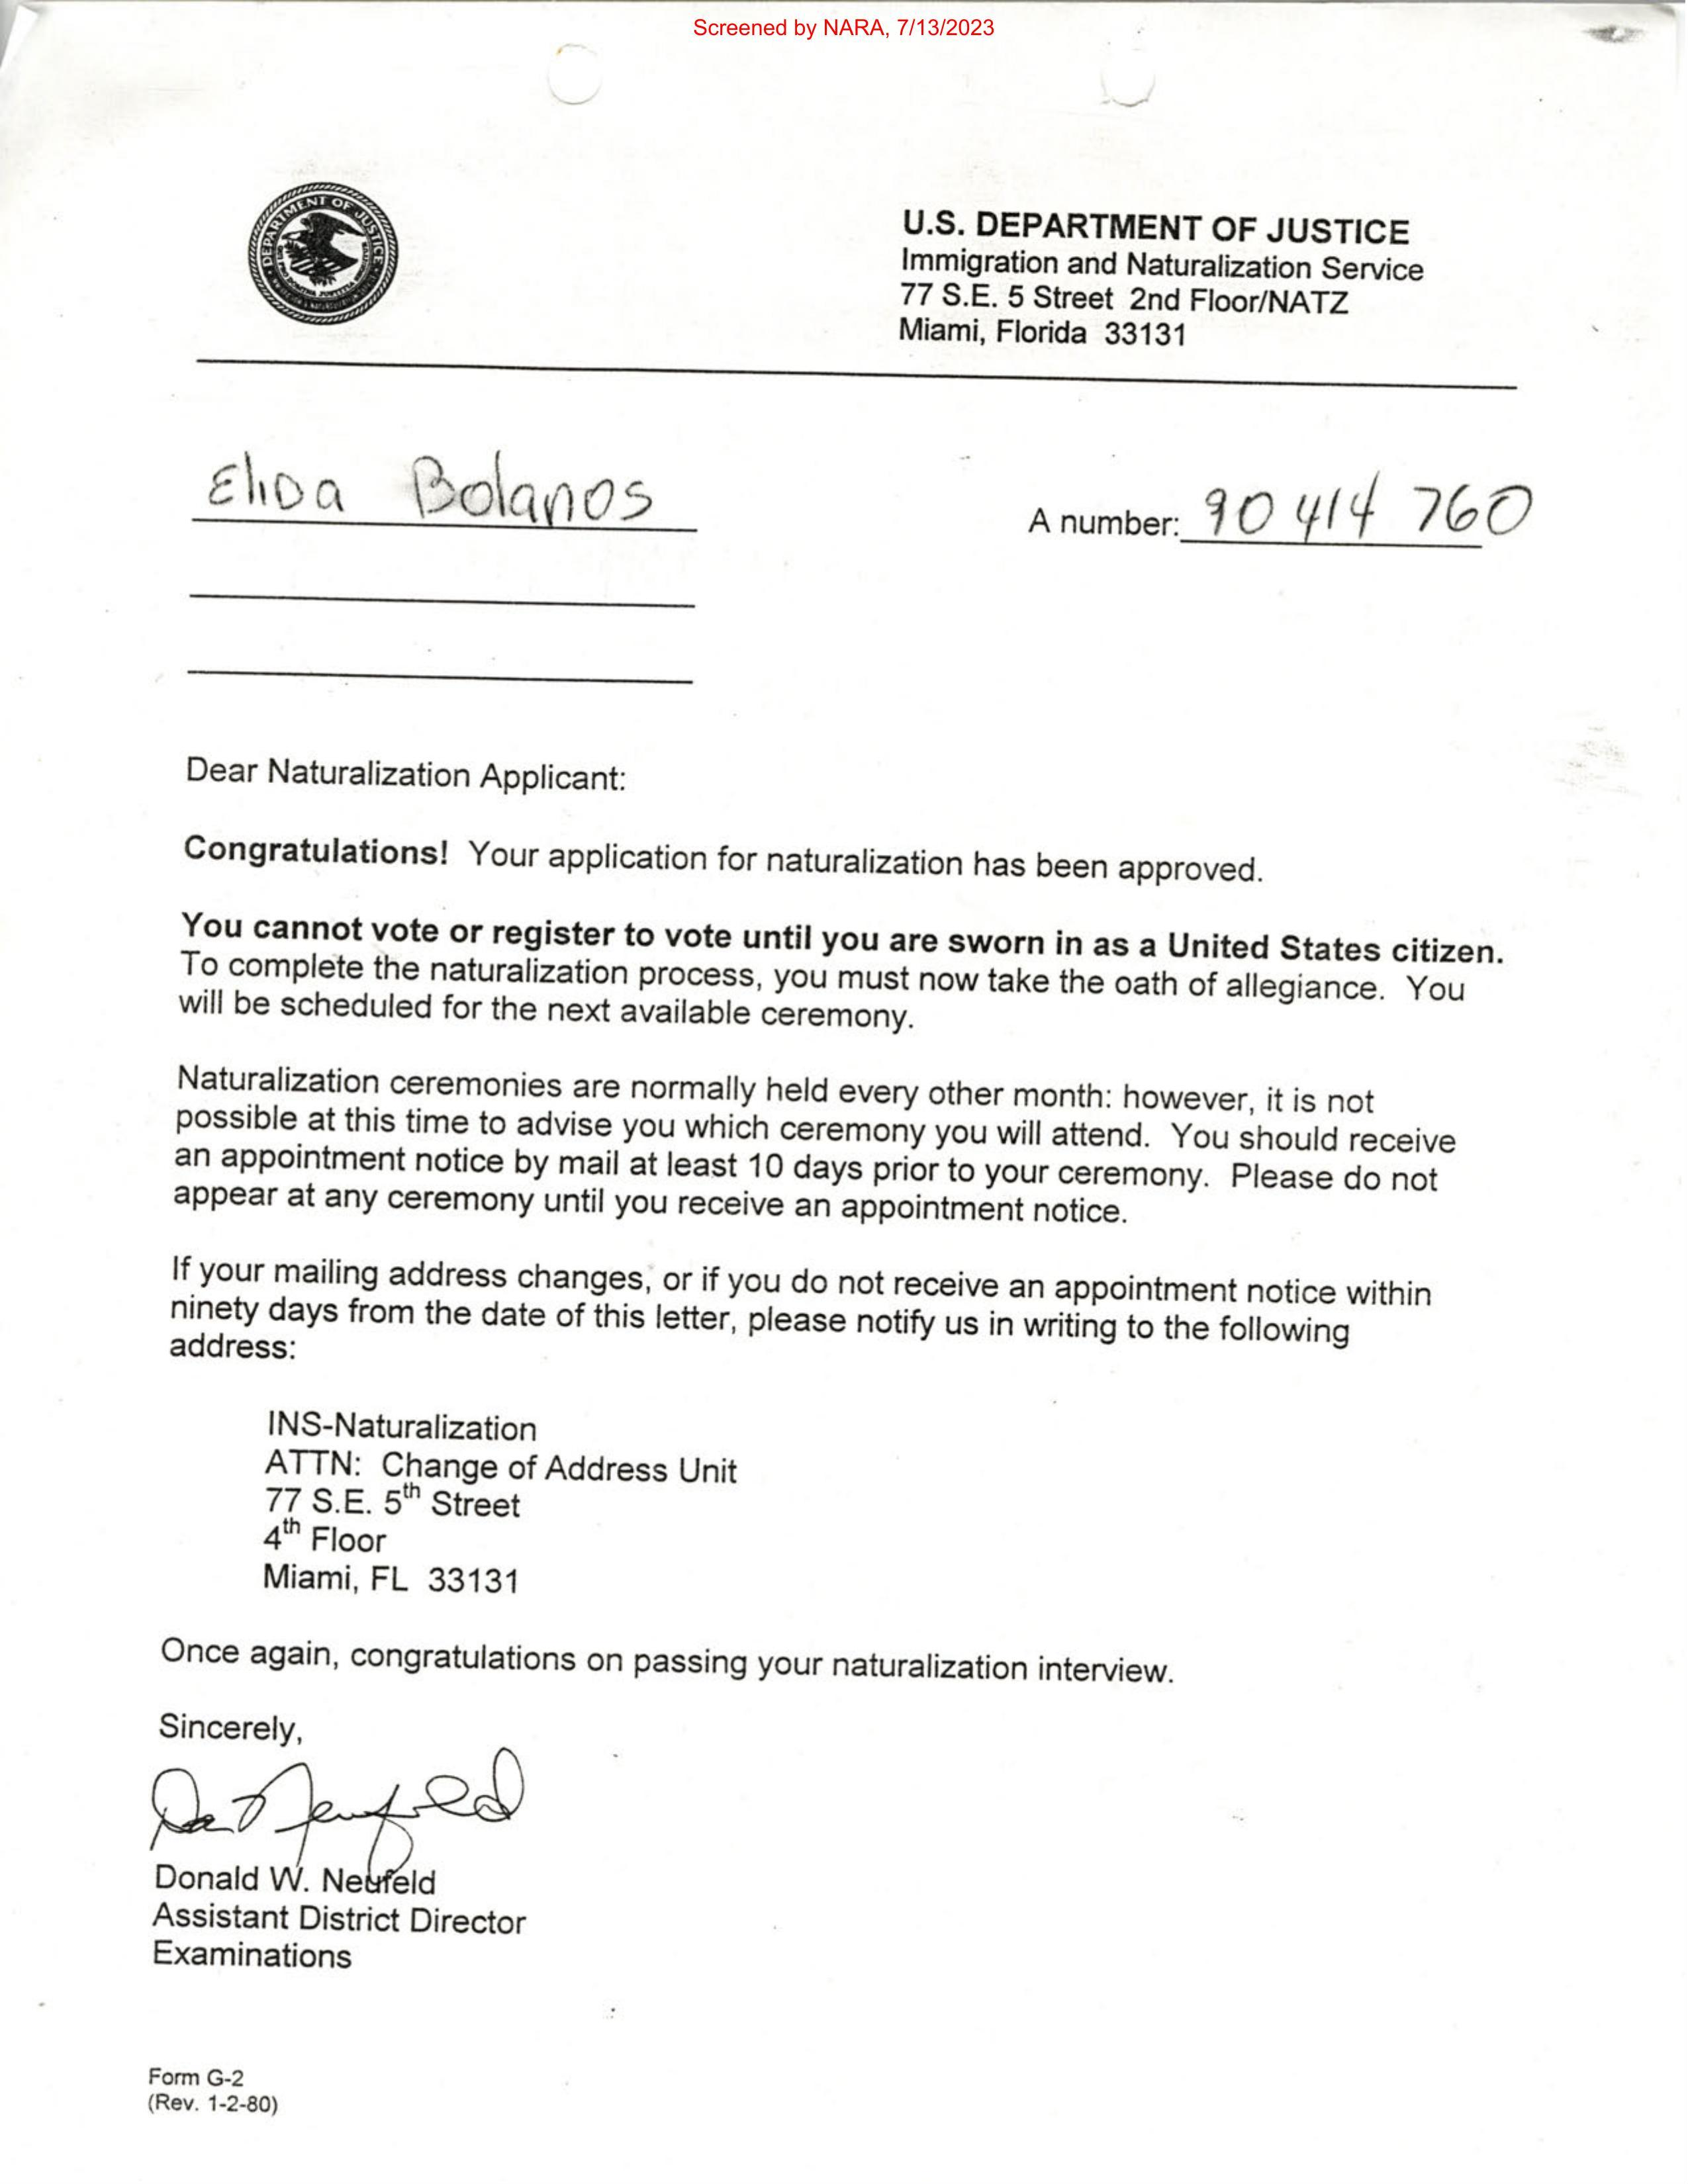 Screened by NARA, 7/13/2023
DEPARTMENT OF JUSTICE
U.S. DEPARTMENT OF JUSTICE
Immigration and Naturalization Service
77 S.E. 5 Street 2nd Floor/NATZ
Miami, Florida 33131
Elida Bolanos
A number: 90 414 760
Dear Naturalization Applicant:
Congratulations! Your application for naturalization has been approved.
You cannot vote or register to vote until you are sworn in as a United States citizen.
To complete the naturalization process, you must now take the oath of allegiance. You
will be scheduled for the next available ceremony.
Naturalization ceremonies are normally held every other month: however, it is not
possible at this time to advise you which ceremony you will attend. You should receive
an appointment notice by mail at least 10 days prior to your ceremony. Please do not
appear at any ceremony until you receive an appointment notice.
If your mailing address changes, or if you do not receive an appointment notice within
ninety days from the date of this letter, please notify us in writing to the following
address:
INS-Naturalization
ATTN: Change of Address Unit
77 S.E. 5th Street
4th Floor
Miami, FL 33131
Once again, congratulations on passing your naturalization interview.
Sincerely,
Donald W. Neufeld
Assistant District Director
Examinations
Form G-2
(Rev. 1-2-80)